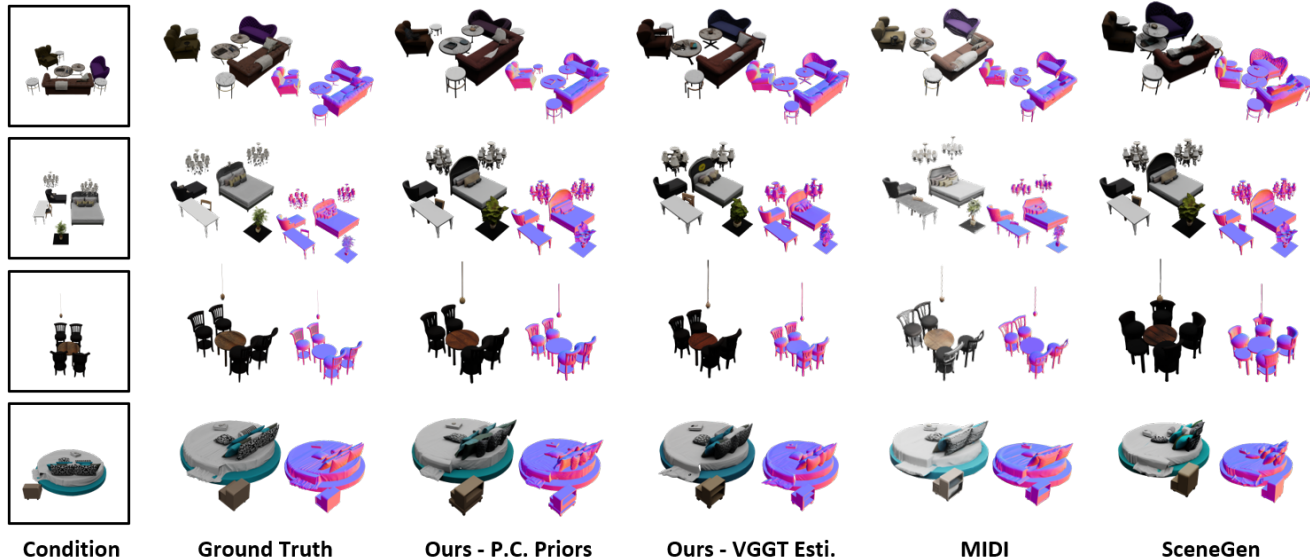 Condition Ground Truth Ours - P.C. Priors Ours - VGGT Esti. MIDI SceneGen